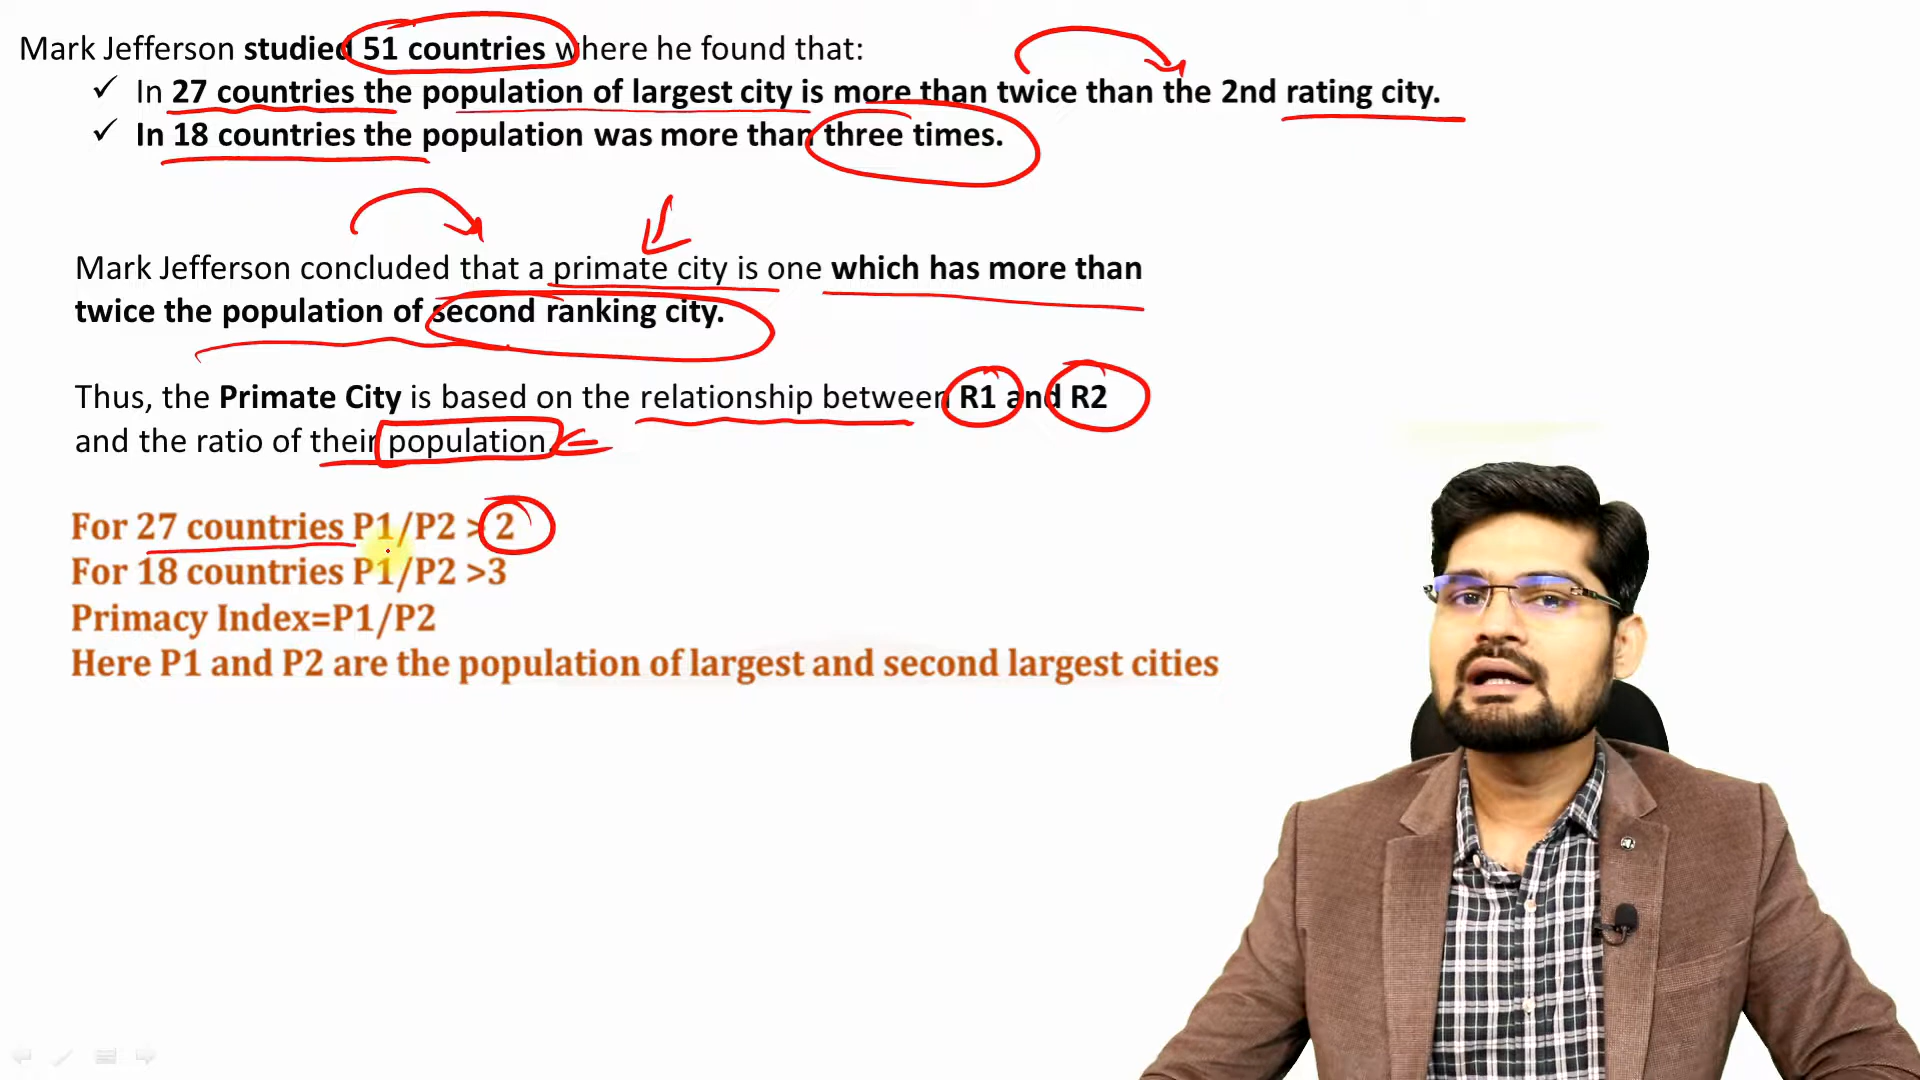 Mark Jefferson studied 51 countries where he found that:
✓ In 27 countries the population of largest city is more than twice than the 2nd rating city.
✓ In 18 countries the population was more than three times.
Mark Jefferson concluded that a primate city is one which has more than
twice the population of second ranking city.
Thus, the Primate City is based on the relationship between R1 and R2
and the ratio of their population.
For 27 countries P1/P2 > 2
For 18 countries P1/P2 >3
Primacy Index=P1/P2
Here P1 and P2 are the population of largest and second largest cities